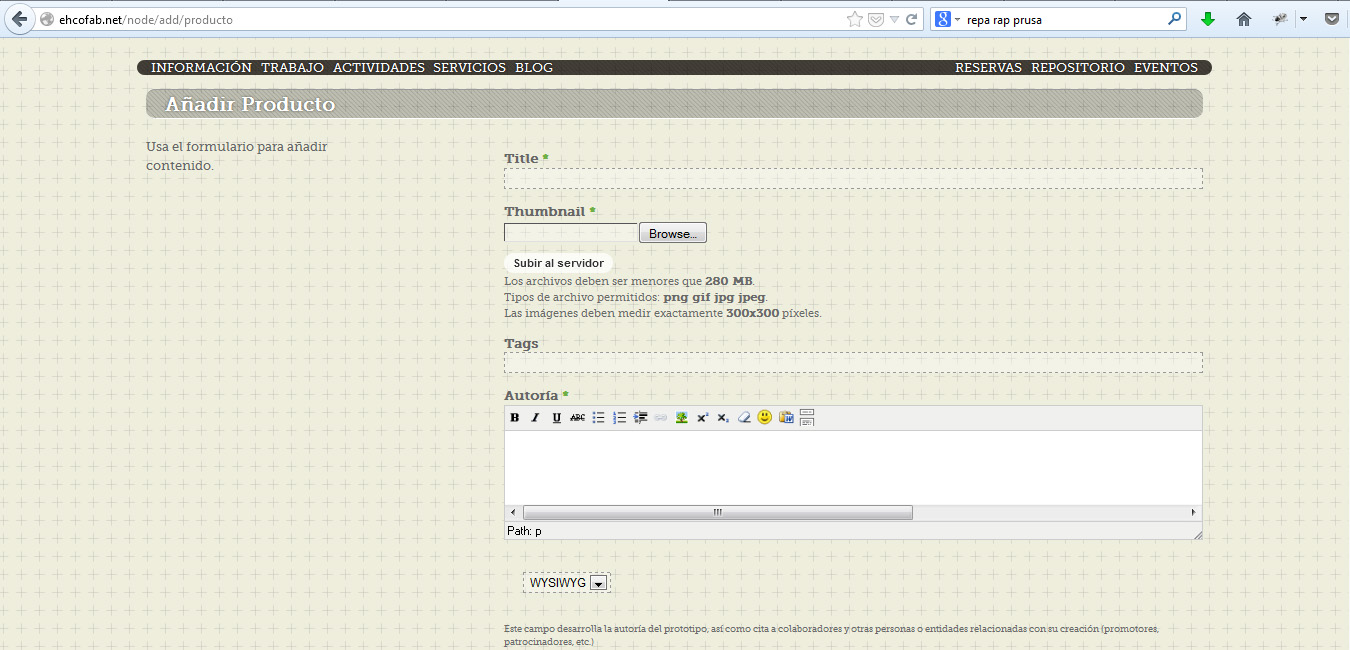 ehcofab.net/node/add/producto
repa rap prusa
INFORMACIÓN TRABAJO ACTIVIDADES SERVICIOS BLOG RESERVAS REPOSITORIO EVENTOS
Añadir Producto
Usa el formulario para añadir
contenido.
Title *
Thumbnail *
Browse...
Subir al servidor
Los archivos deben ser menores que 280 MB.
Tipos de archivo permitidos: png gif jpg jpeg.
Las imágenes deben medir exactamente 300x300 píxeles.
Tags
Autoría *
B I U ABC x² x,
Path: p
WYSIWYG
Este campo desarrolla la autoría del prototipo, así como cita a colaboradores y otras personas o entidades relacionadas con su creación (promotores,
patrocinadores, etc.)